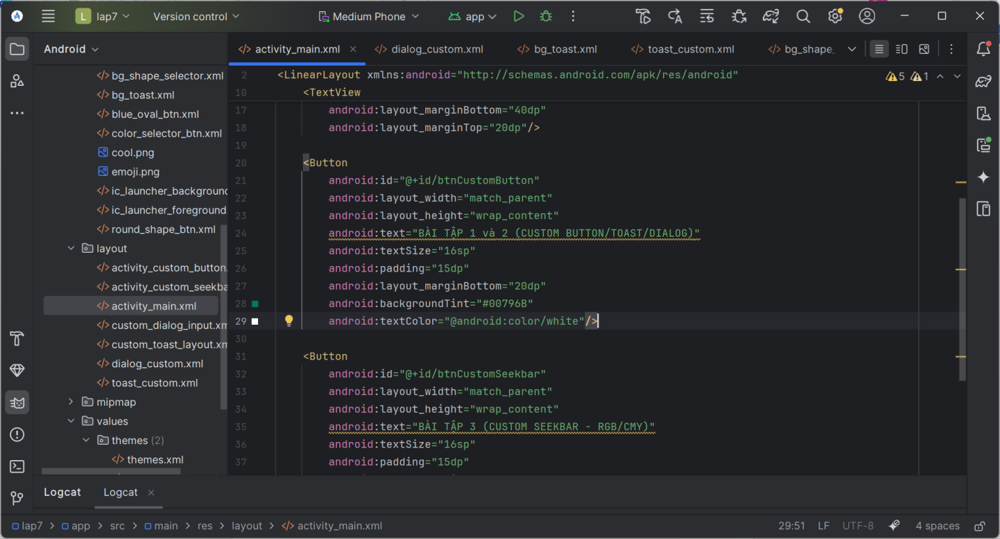 L lap7 Version control Medium Phone app
Android
activity_main.xml dialog_custom.xml bg_toast.xml toast_custom.xml bg_shape_
bg_shape_selector.xml
bg_toast.xml
blue_oval_btn.xml
color_selector_btn.xml
cool.png
emoji.png
ic_launcher_background
ic_launcher_foreground.
round_shape_btn.xml
layout
activity_custom_button.
activity_custom_seekba
activity_main.xml
custom_dialog_input.xm
custom_toast_layout.xm
dialog_custom.xml
toast_custom.xml
mipmap
values
themes (2)
themes.xml
2 <LinearLayout xmlns:android="http://schemas.android.com/apk/res/android" 5 1
10 <TextView
17 android:layout_marginBottom="40dp"
18 android:layout_marginTop="20dp"/>
19
20 <Button
21 android:id="@+id/btnCustomButton"
22 android:layout_width="match_parent"
23 android:layout_height="wrap_content"
24 android:text="BÀI TẬP 1 và 2 (CUSTOM BUTTON/TOAST/DIALOG)"
25 android:textSize="16sp"
26 android:padding="15dp"
27 android:layout_marginBottom="20dp"
28 android:backgroundTint="#00796B"
29 android:textColor="@android:color/white"/>
30
31 <Button
32 android:id="@+id/btnCustomSeekbar"
33 android:layout_width="match_parent"
34 android:layout_height="wrap_content"
35 android:text="BÀI TẬP 3 (CUSTOM SEEKBAR - RGB/CMY)"
36 android:textSize="16sp"
37 android:padding="15dp"
Logcat Logcat
lap7 > app > src > main > res > layout > activity_main.xml 29:51 LF UTF-8 4 spaces